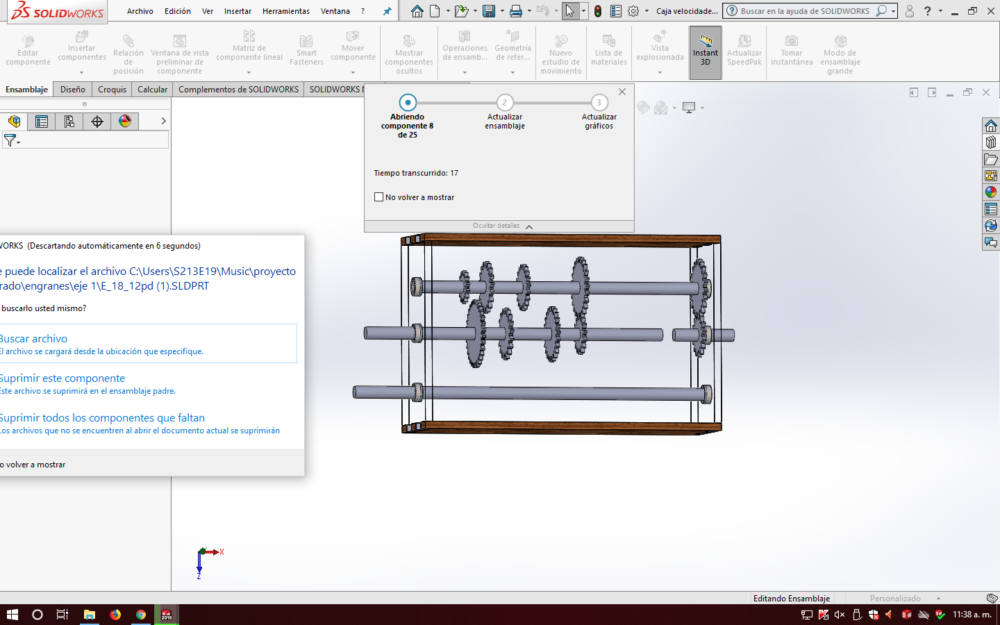 SOLIDWORKS
Archivo Edición Ver Insertar Herramientas Ventana ?
Caja velocidade...
Buscar en la ayuda de SOLIDWORKS
?
Editar componente
Insertar componentes
Relación de posición
Ventana de vista preliminar de componente
Matriz de componente lineal
Smart Fasteners
Mover componente
Mostrar componentes ocultos
Operaciones de ensamb...
Geometría de refer...
Nuevo estudio de movimiento
Lista de materiales
Vista explosionada
Instant 3D
Actualizar SpeedPak
Tomar instantánea
Modo de ensamblaje grande
Ensamblaje Diseño Croquis Calcular Complementos de SOLIDWORKS SOLIDWORKS
2 3
Abriendo componente 8 de 25
Actualizar ensamblaje
Actualizar gráficos
Tiempo transcurrido: 17
No volver a mostrar
Ocultar detalles
WORKS (Descartando automáticamente en 6 segundos)
e puede localizar el archivo C:\Users\S213E19\Music\proyecto
rado\engranes\eje 1\E_18_12pd (1).SLDPRT
buscarlo usted mismo?
Buscar archivo
El archivo se cargará desde la ubicación que especifique.
Suprimir este componente
Este archivo se suprimirá en el ensamblaje padre.
Suprimir todos los componentes que faltan
Los archivos que no se encuentren al abrir el documento actual se suprimirán
o volver a mostrar
X
Z
Editando Ensamblaje
Personalizado
SW 2018
11:38 a. m.